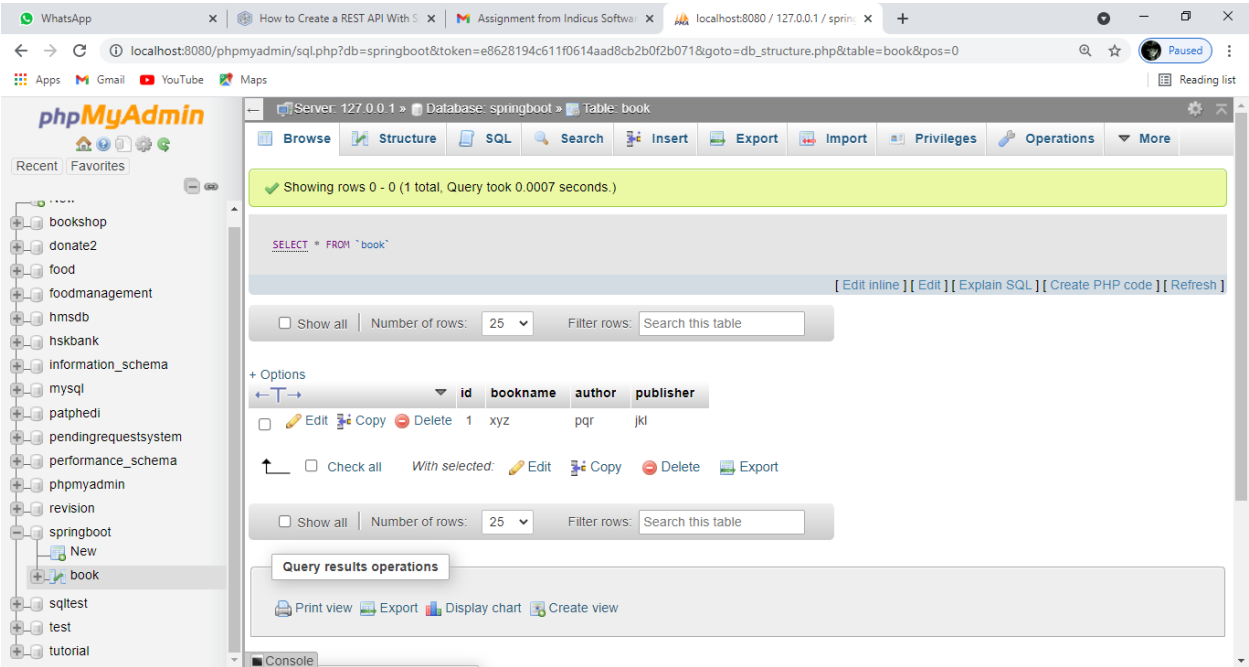 WhatsApp
How to Create a REST API With S
Assignment from Indicus Softwar
localhost:8080 / 127.0.0.1 / spring
localhost:8080/phpmyadmin/sql.php?db=springboot&token=e8628194c611f0614aad8cb2b0f2b071&goto=db_structure.php&table=book&pos=0
Paused
Apps Gmail YouTube Maps
Reading list
phpMyAdmin
Recent Favorites
bookshop
donate2
food
foodmanagement
hmsdb
hskbank
information_schema
mysql
patphedi
pendingrequestsystem
performance_schema
phpmyadmin
revision
springboot
New
book
sqltest
test
tutorial
Server: 127.0.0.1 » Database: springboot » Table: book
Browse Structure SQL Search Insert Export Import Privileges Operations More
Showing rows 0 - 0 (1 total, Query took 0.0007 seconds.)
SELECT * FROM `book`
[ Edit inline ] [ Edit ] [ Explain SQL ] [ Create PHP code ] [ Refresh ]
Show all Number of rows: 25 Filter rows: Search this table
+ Options
id bookname author publisher
Edit Copy Delete 1 xyz pqr jkl
Check all With selected: Edit Copy Delete Export
Show all Number of rows: 25 Filter rows: Search this table
Query results operations
Print view Export Display chart Create view
Console